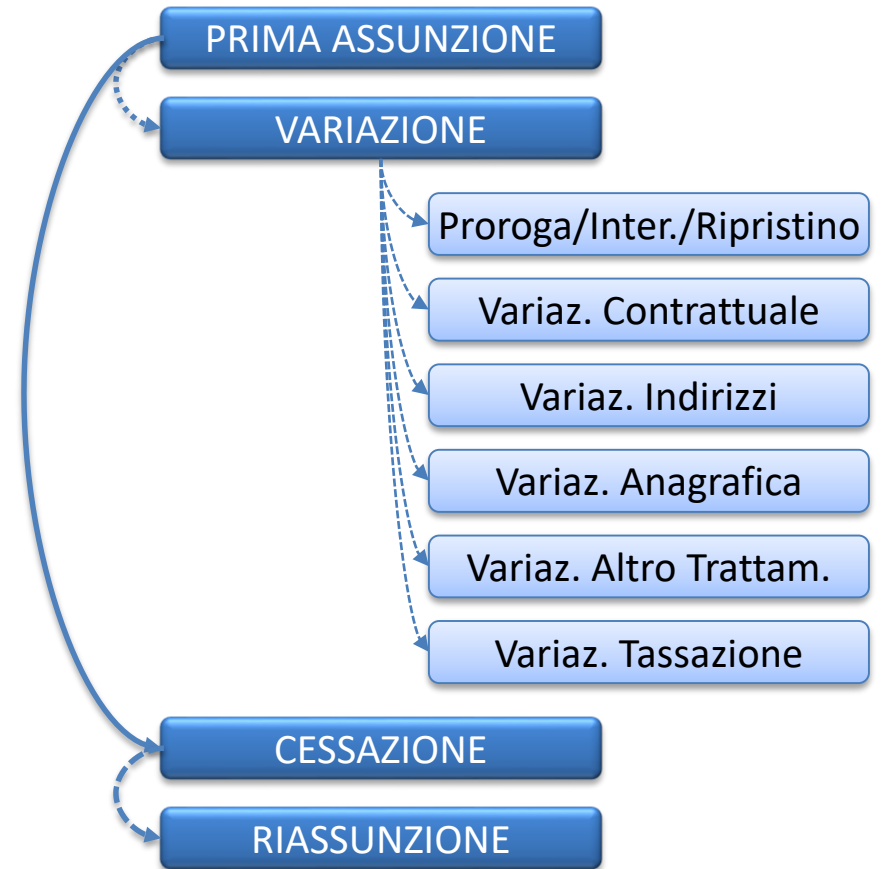 PRIMA ASSUNZIONE
VARIAZIONE
Proroga/Inter./Ripristino
Variaz. Contrattuale
Variaz. Indirizzi
Variaz. Anagrafica
Variaz. Altro Trattam.
Variaz. Tassazione
CESSAZIONE
RIASSUNZIONE